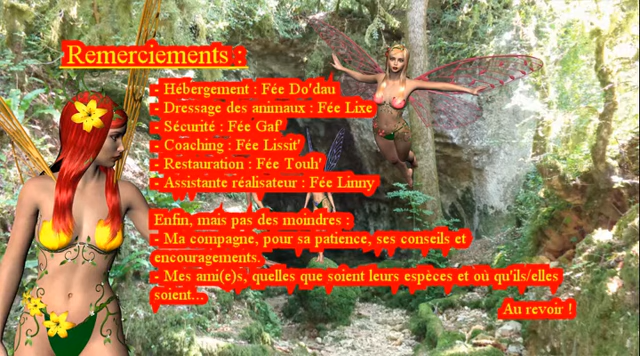 Remerciements :
- Hébergement : Fée Do'dau
- Dressage des animaux : Fée Lixe
- Sécurité : Fée Gaf'
- Coaching : Fée Lissit'
- Restauration : Fée Touh'
- Assistante réalisateur : Fée Linny
Enfin, mais pas des moindres :
- Ma compagne, pour sa patience, ses conseils et
encouragements.
- Mes ami(e)s, quelles que soient leurs espèces et où qu'ils/elles
soient...
Au revoir !